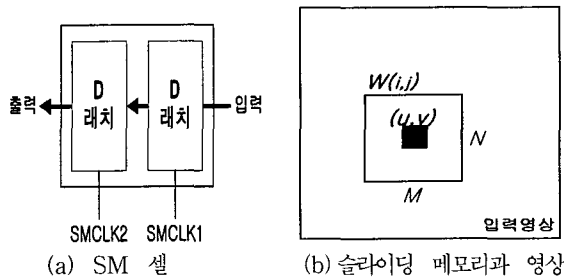 D
래치
D
래치
출력
입력
SMCLK2 SMCLK1
(a) SM 셀
W(i,j)
(u,v)
N
M
입력영상
(b) 슬라이딩 메모리과 영상